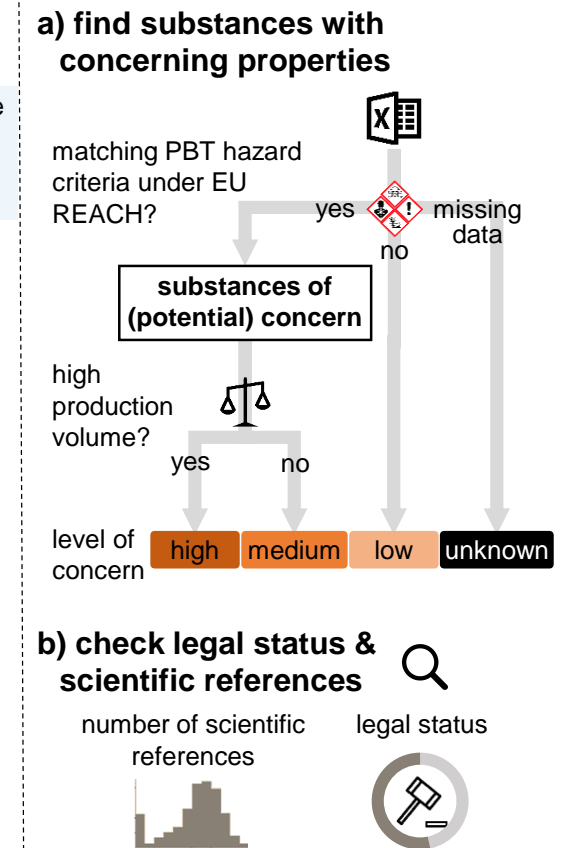 a) find substances with
concerning properties
e
X
matching PBT hazard
criteria under EU
REACH?
yes
!
missing
data
no
substances of
(potential) concern
high
production
volume?
yes
no
level of
concern
high
medium
low
unknown
b) check legal status &
scientific references
number of scientific
references
legal status